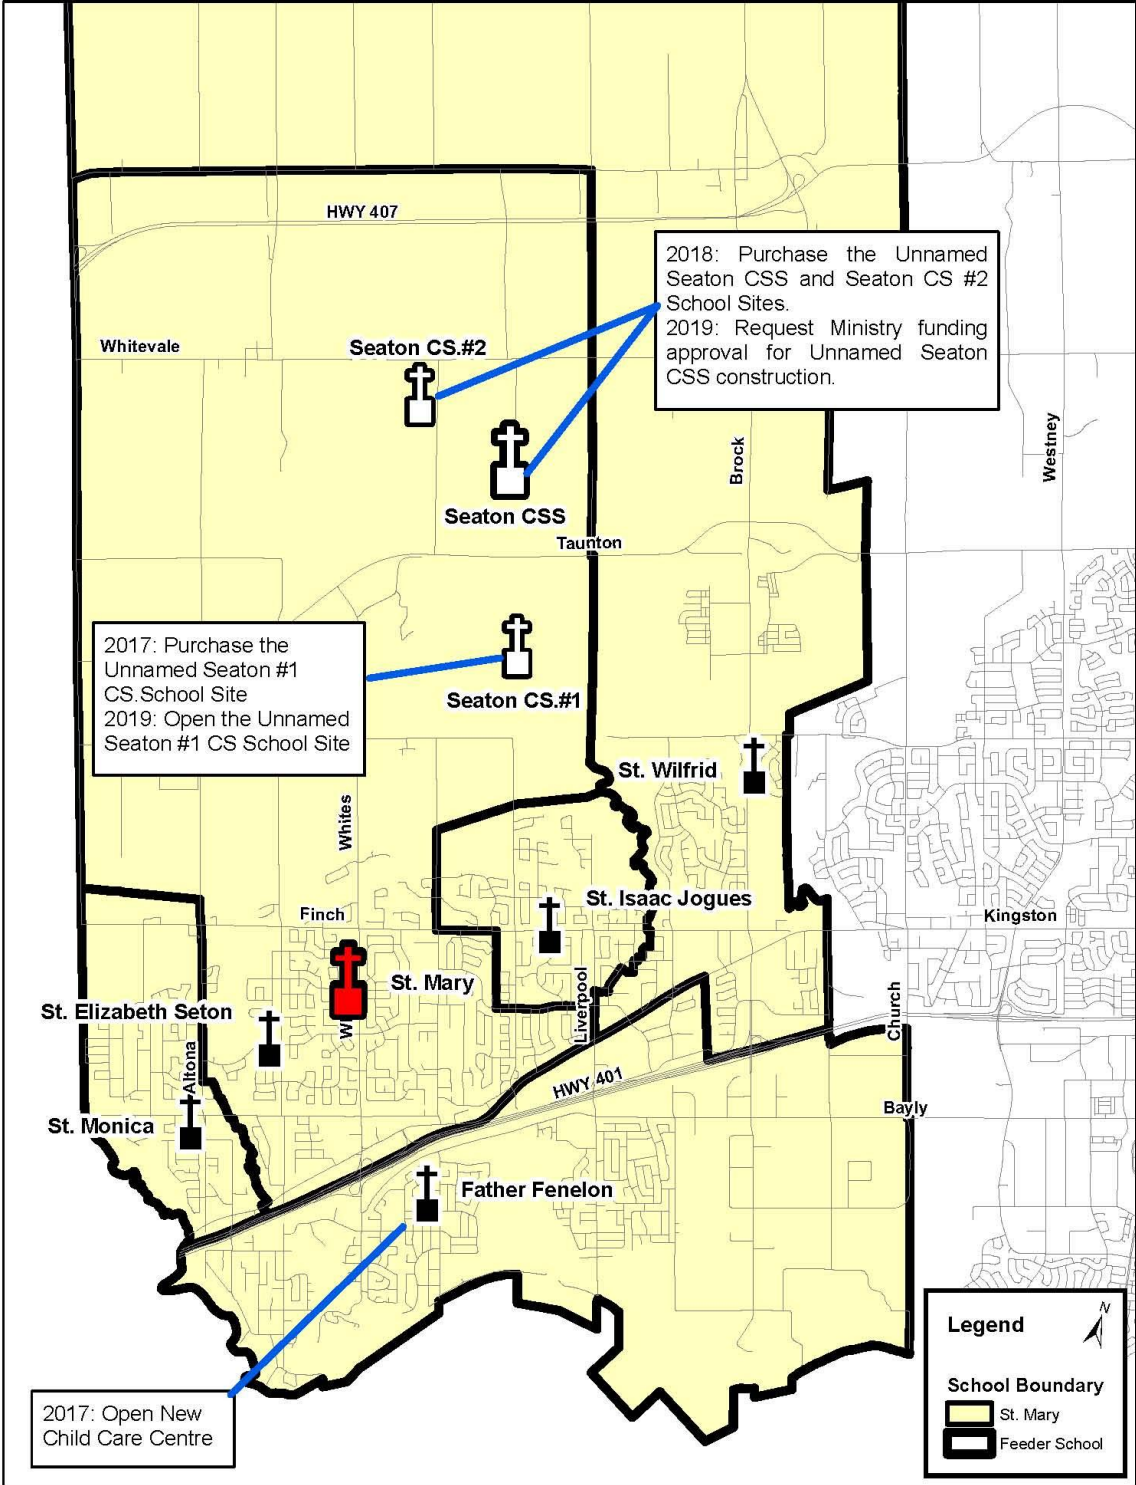 HWY 407
2018: Purchase the Unnamed
Seaton CSS and Seaton CS #2
School Sites.
2019: Request Ministry funding
approval for Unnamed Seaton
CSS construction.
Whitevale
Seaton CS.#2
Brock
Westney
Seaton CSS
Taunton
2017: Purchase the
Unnamed Seaton #1
CS.School Site
2019: Open the Unnamed
Seaton #1 CS School Site
Seaton CS.#1
St. Wilfrid
Whites
St. Isaac Jogues
Finch
Kingston
St. Mary
St. Elizabeth Seton
Liverpool
Church
Altona
HWY 401
Bayly
St. Monica
Father Fenelon
2017: Open New
Child Care Centre
Legend
N
School Boundary
St. Mary
Feeder School